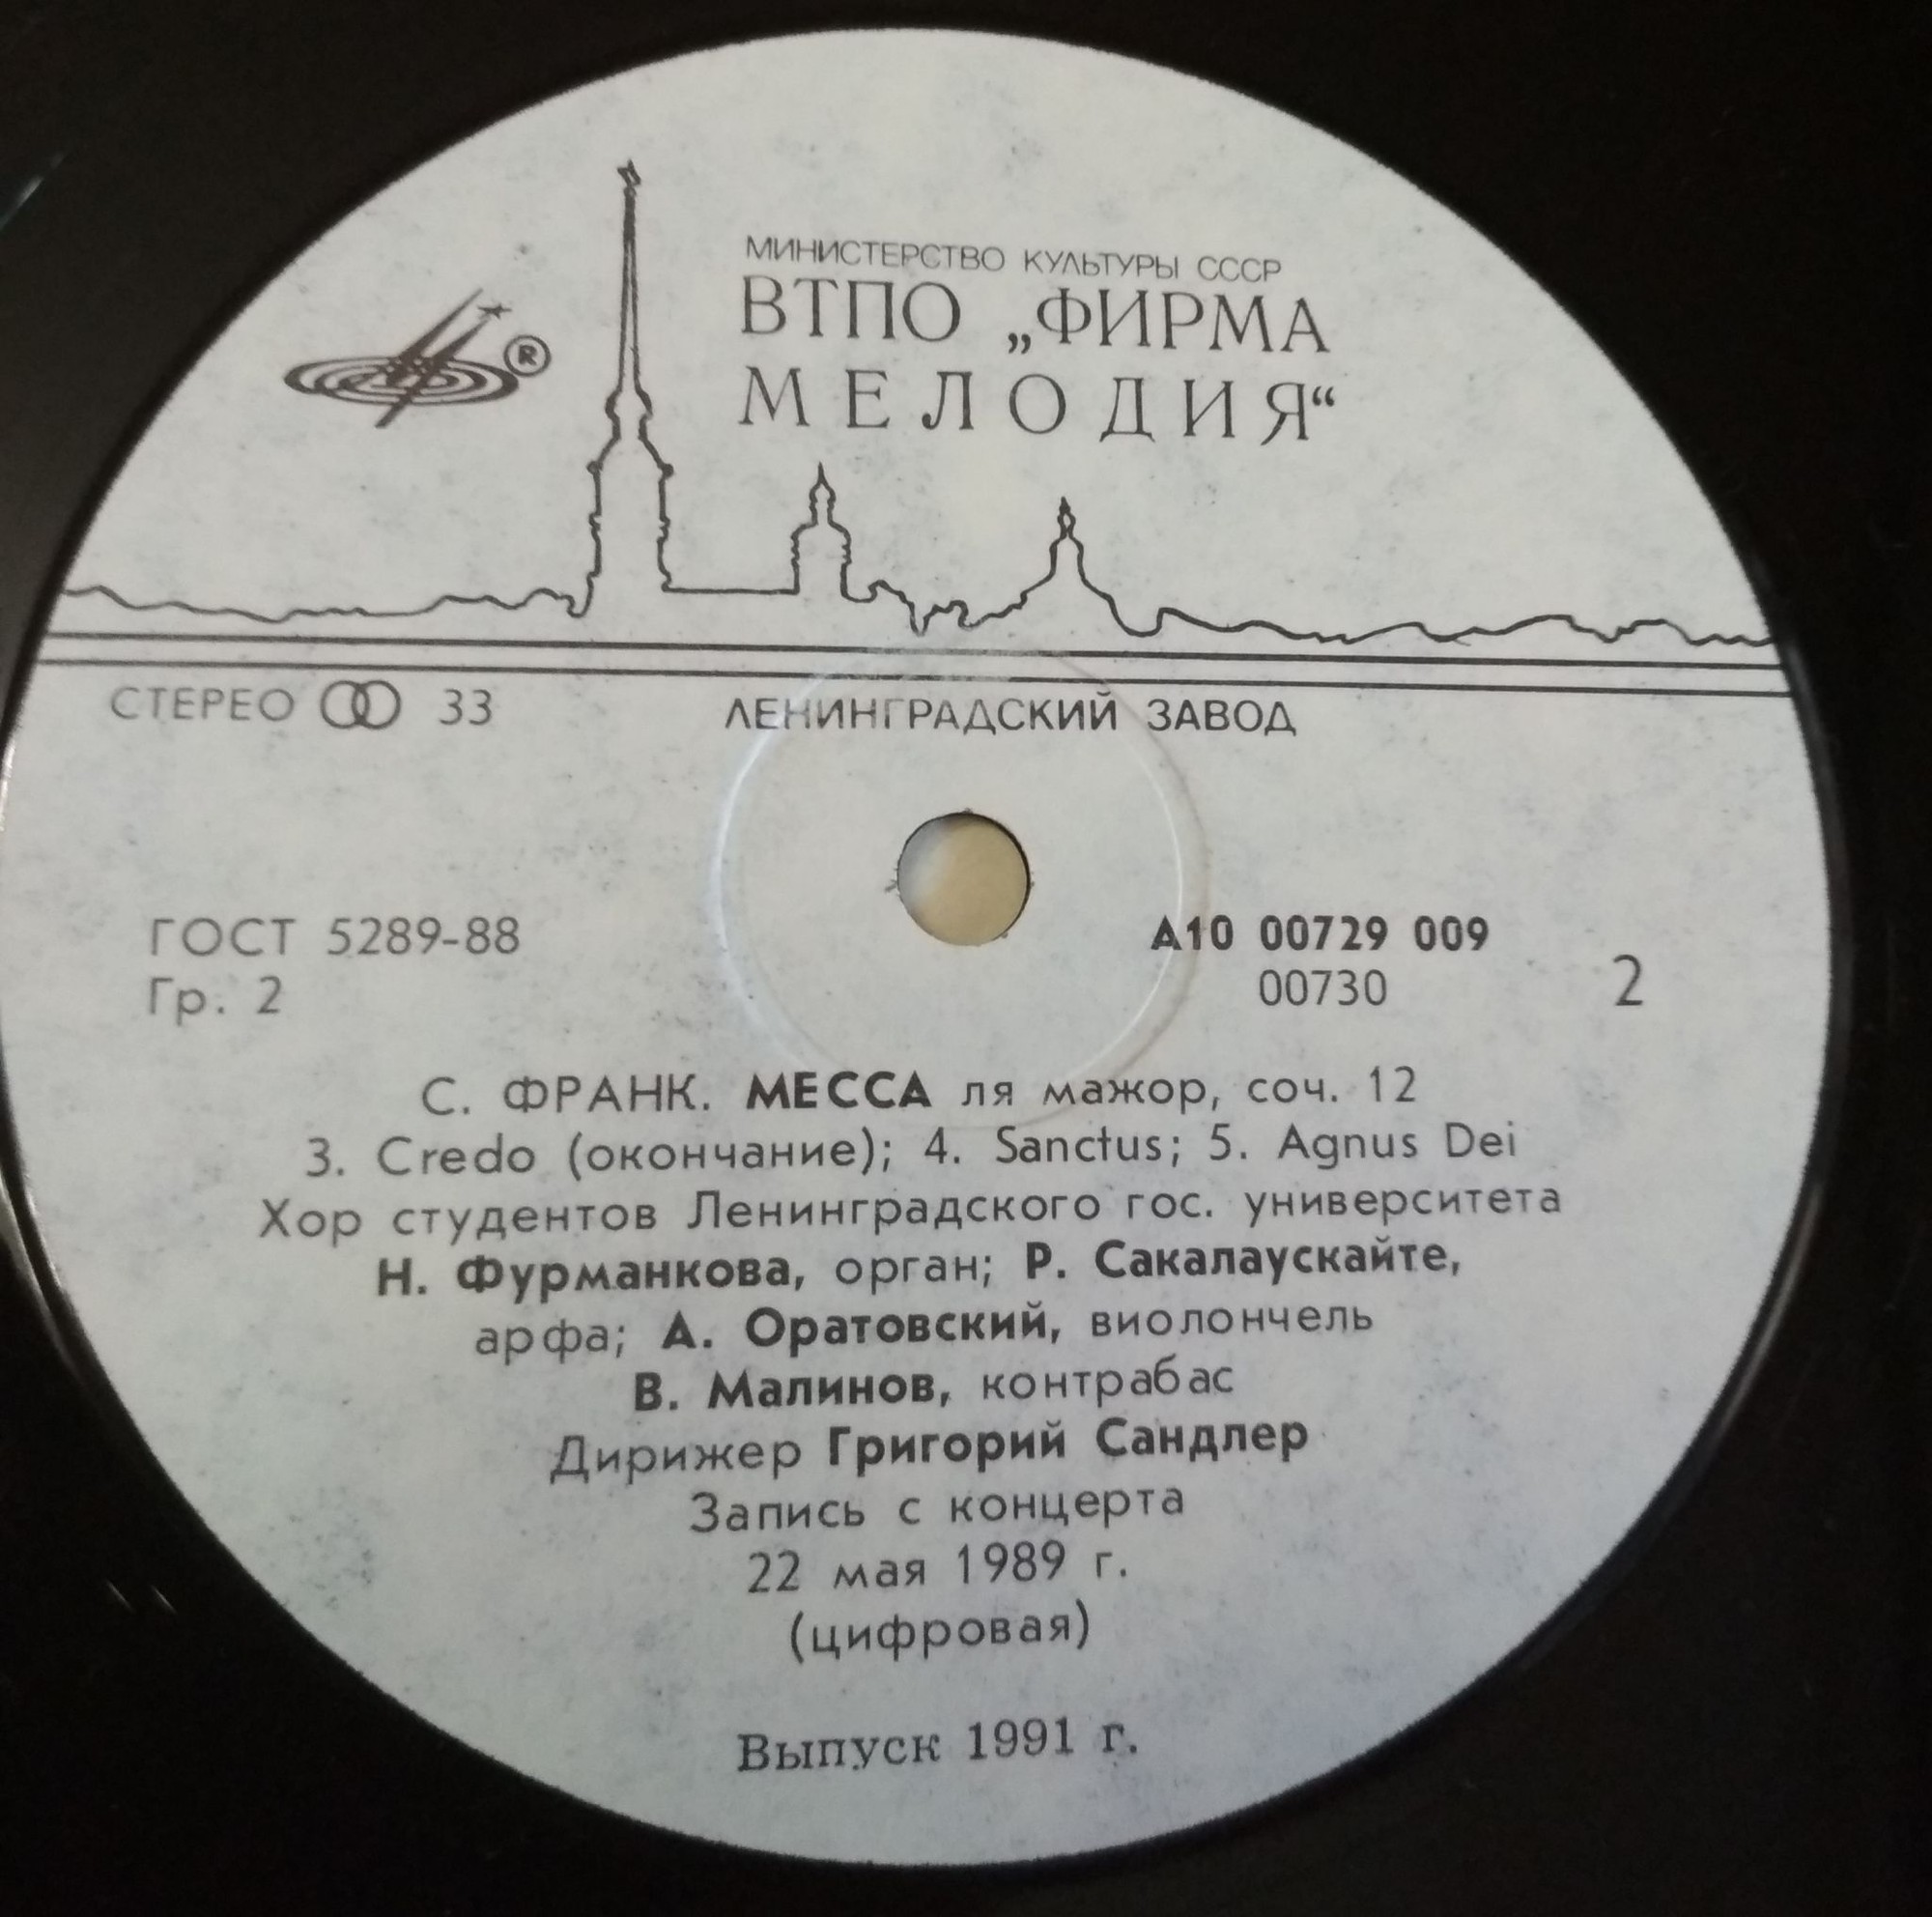 МИНИСТЕРСТВО КУЛЬТУРЫ СССР
ВТПО „ФИРМА
МЕЛОДИЯ“
®
СТЕРЕО 33
ЛЕНИНГРАДСКИЙ ЗАВОД
ГОСТ 5289-88
Гр. 2
А10 00729 009
00730
2
С. ФРАНК. МЕССА ля мажор, соч. 12
3. Credo (окончание); 4. Sanctus; 5. Agnus Dei
Хор студентов Ленинградского гос. университета
Н. Фурманкова, орган; Р. Сакалаускайте,
арфа; А. Оратовский, виолончель
В. Малинов, контрабас
Дирижер Григорий Сандлер
Запись с концерта
22 мая 1989 г.
(цифровая)
Выпуск 1991 г.